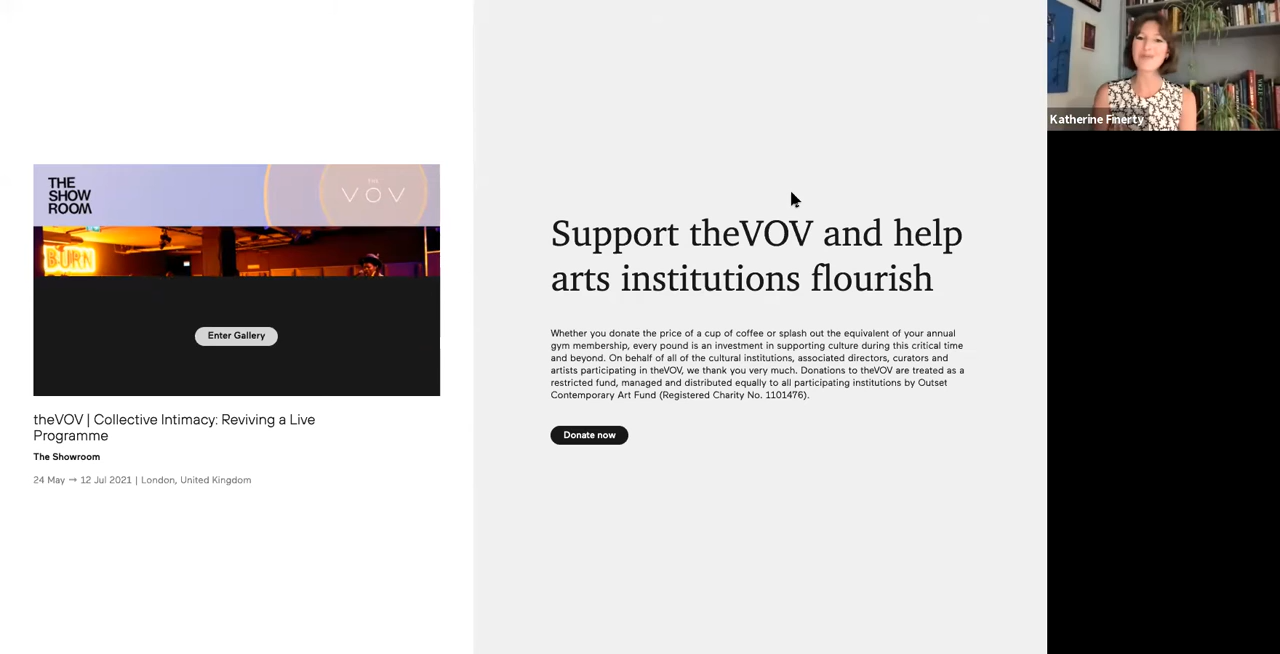 THE
SHOW
ROOM
THE
VOV
BURN
Enter Gallery
theVOV | Collective Intimacy: Reviving a Live
Programme
The Showroom
24 May → 12 Jul 2021 | London, United Kingdom
Support theVOV and help
arts institutions flourish
Whether you donate the price of a cup of coffee or splash out the equivalent of your annual
gym membership, every pound is an investment in supporting culture during this critical time
and beyond. On behalf of all of the cultural institutions, associated directors, curators and
artists participating in theVOV, we thank you very much. Donations to theVOV are treated as a
restricted fund, managed and distributed equally to all participating institutions by Outset
Contemporary Art Fund (Registered Charity No. 1101476).
Donate now
Katherine Finerty